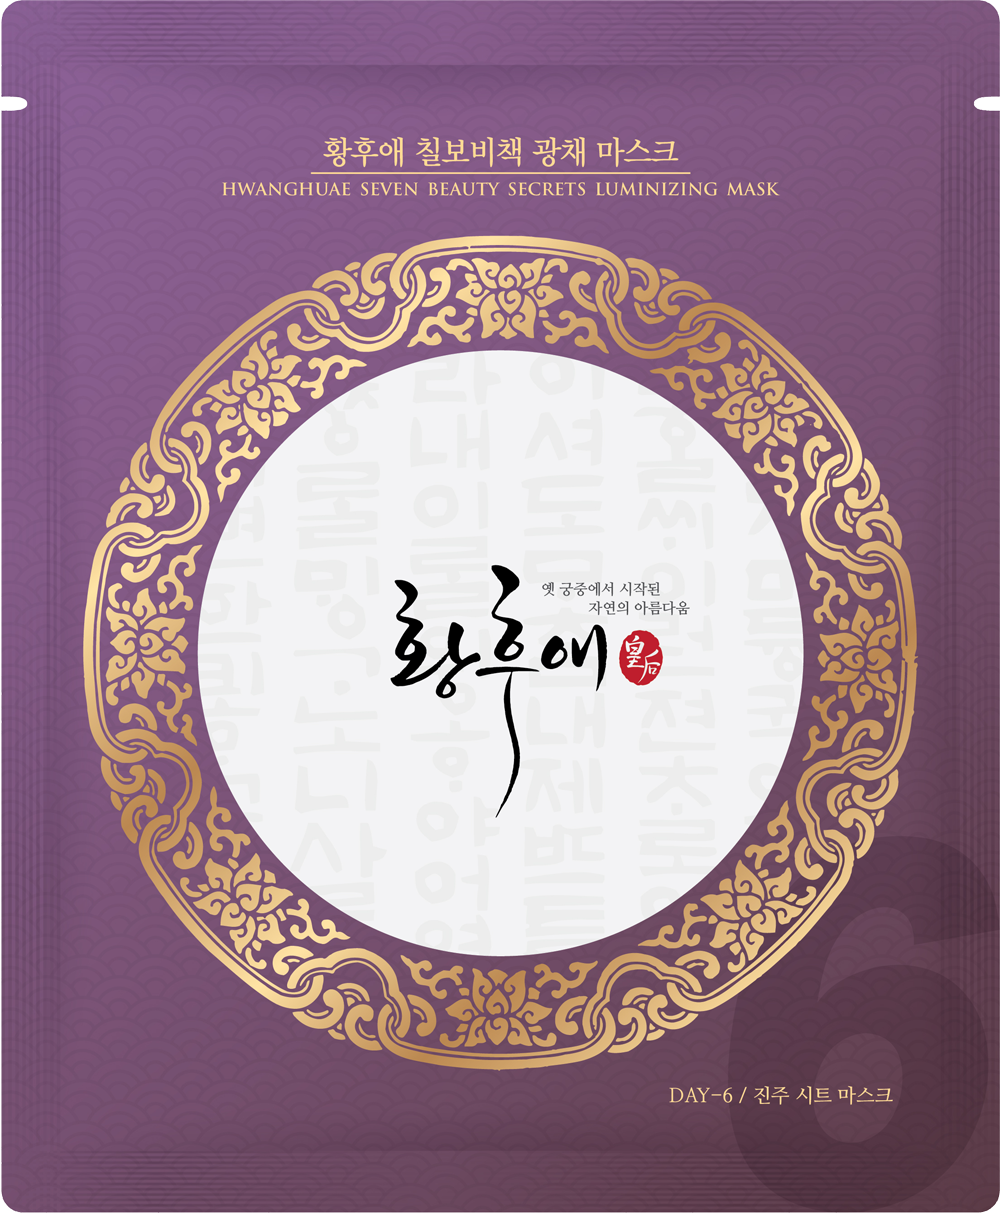 황후애 칠보비책 광채 마스크
HWANGHUAE SEVEN BEAUTY SECRETS LUMINIZING MASK
옛 궁중에서 시작된
자연의 아름다움
황후애 皇后
DAY-6 / 진주 시트 마스크
6